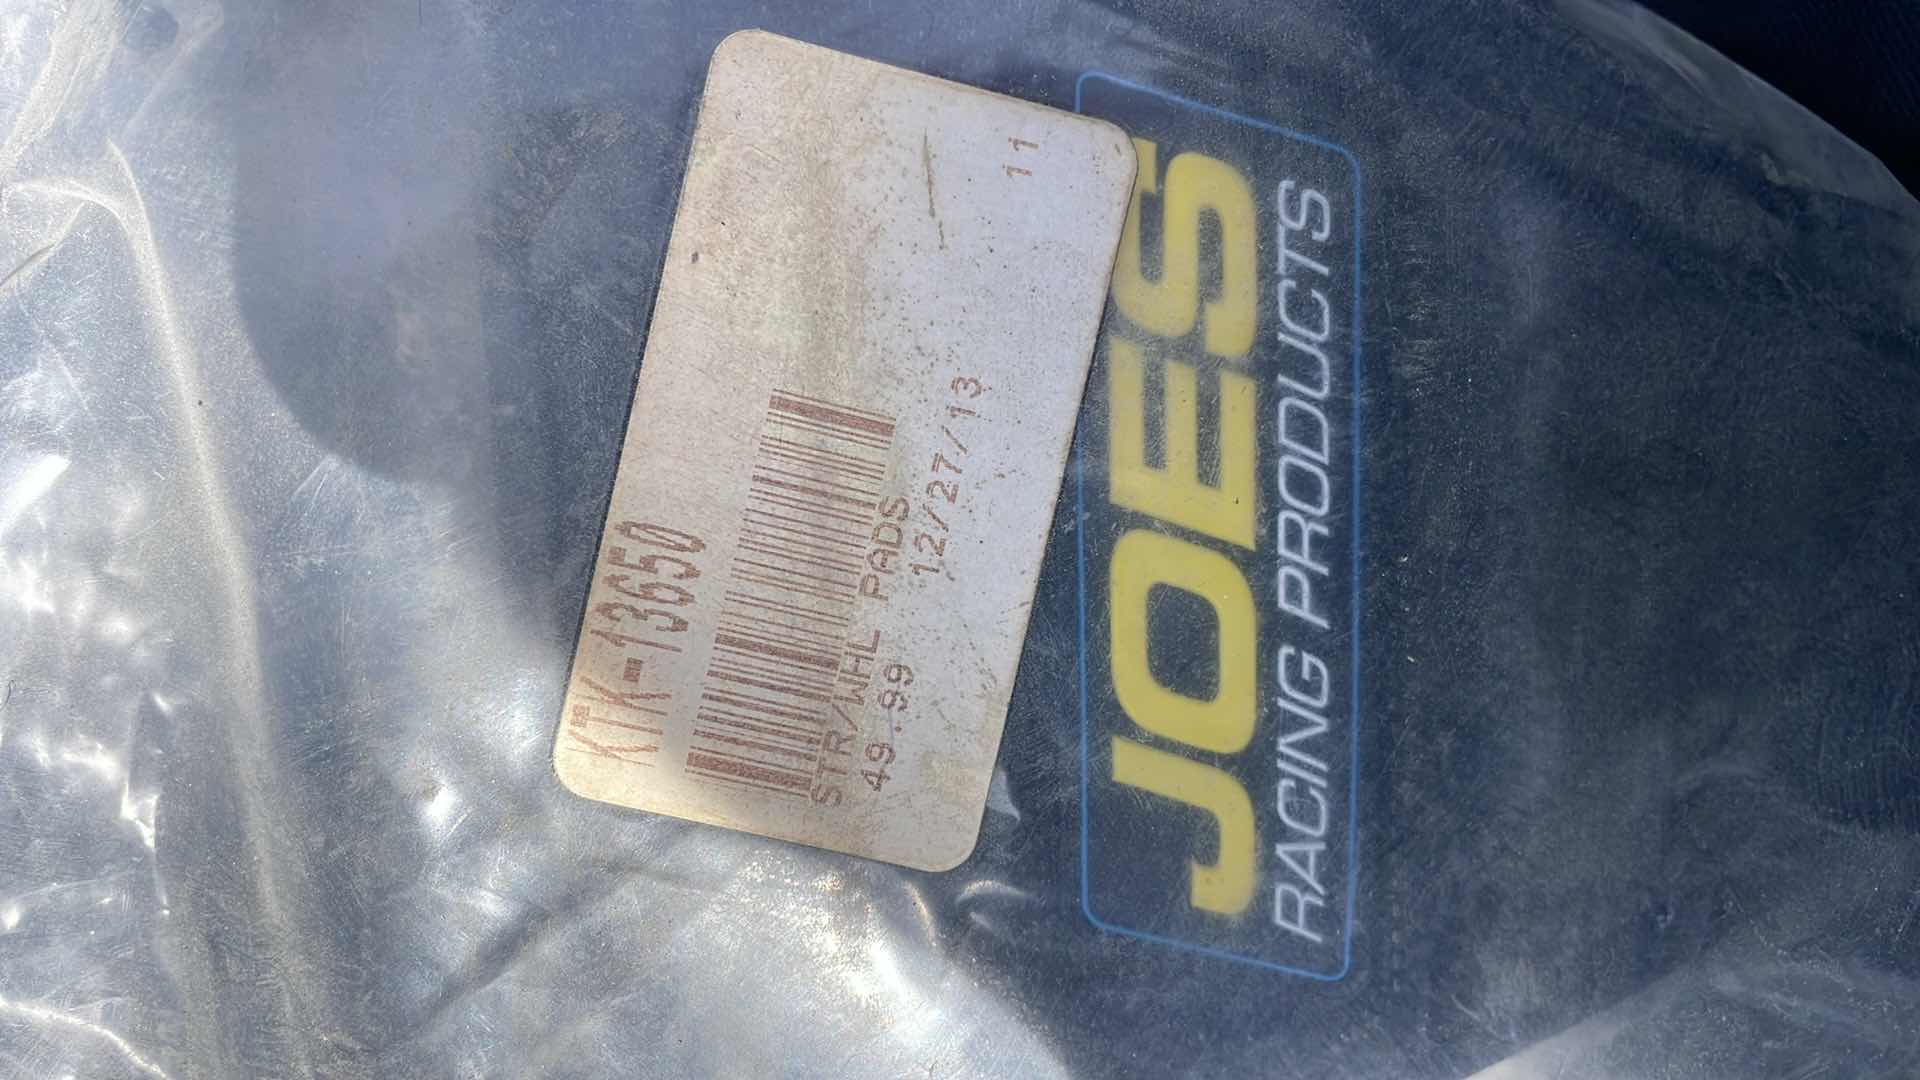 KTK-13650
STR/WHL PADS
49.99 12/27/13
11
JOES
RACING PRODUCTS